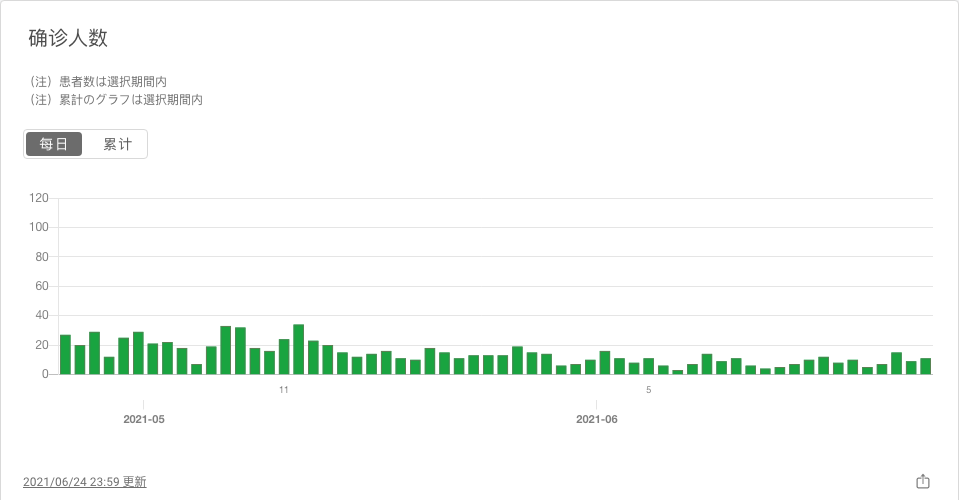 确诊人数
（注）患者数は選択期間内
（注）累計のグラフは選択期間内
每日 累计
120
100
80
60
40
20
0
11 5
2021-05 2021-06
2021/06/24 23:59 更新